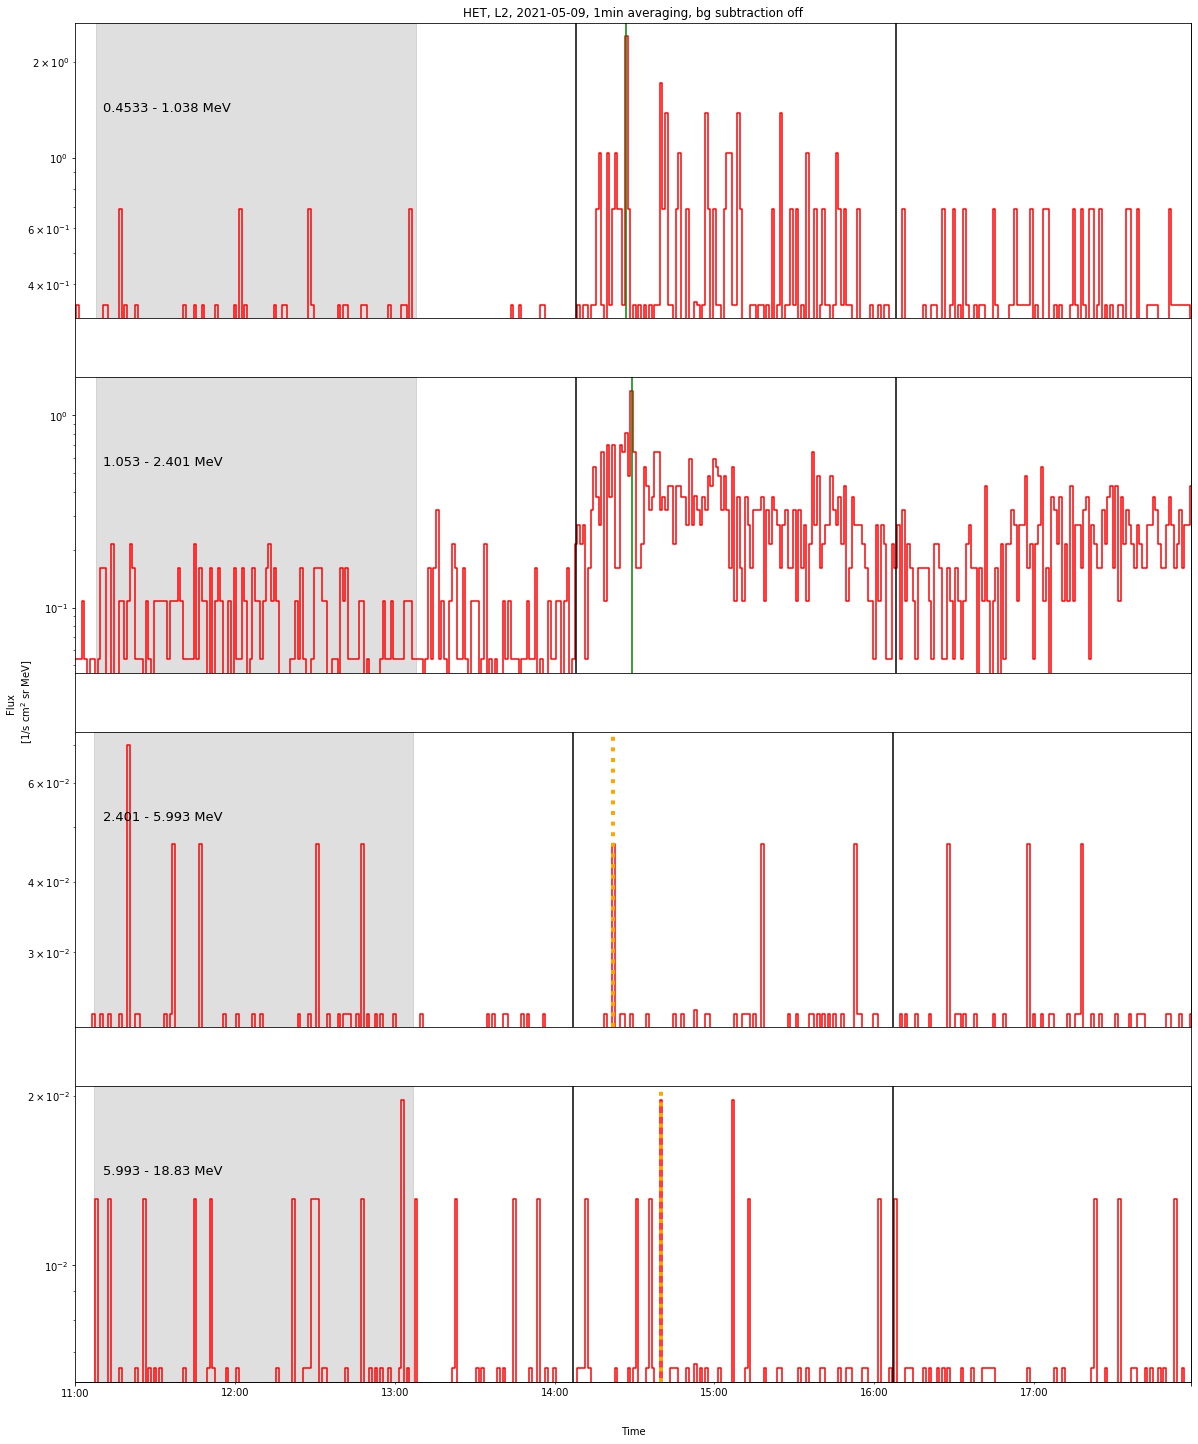 HET, L2, 2021-05-09, 1min averaging, bg subtraction off
2 × 10⁰
0.4533 - 1.038 MeV
10⁰
6 × 10⁻¹
4 × 10⁻¹
10⁰
1.053 - 2.401 MeV
10⁻¹
Flux
[1/s cm² sr MeV]
6 × 10⁻²
2.401 - 5.993 MeV
4 × 10⁻²
3 × 10⁻²
2 × 10⁻²
5.993 - 18.83 MeV
10⁻²
11:00 12:00 13:00 14:00 15:00 16:00 17:00
Time